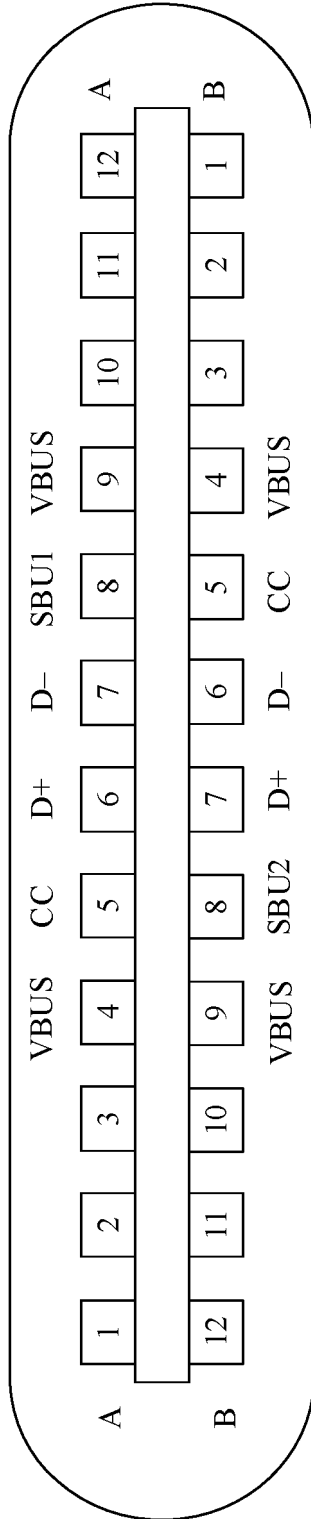 VBUS CC D+ D− SBU1 VBUS
A 1 2 3 4 5 6 7 8 9 10 11 12 A
B 12 11 10 9 8 7 6 5 4 3 2 1 B
VBUS SBU2 D+ D− CC VBUS